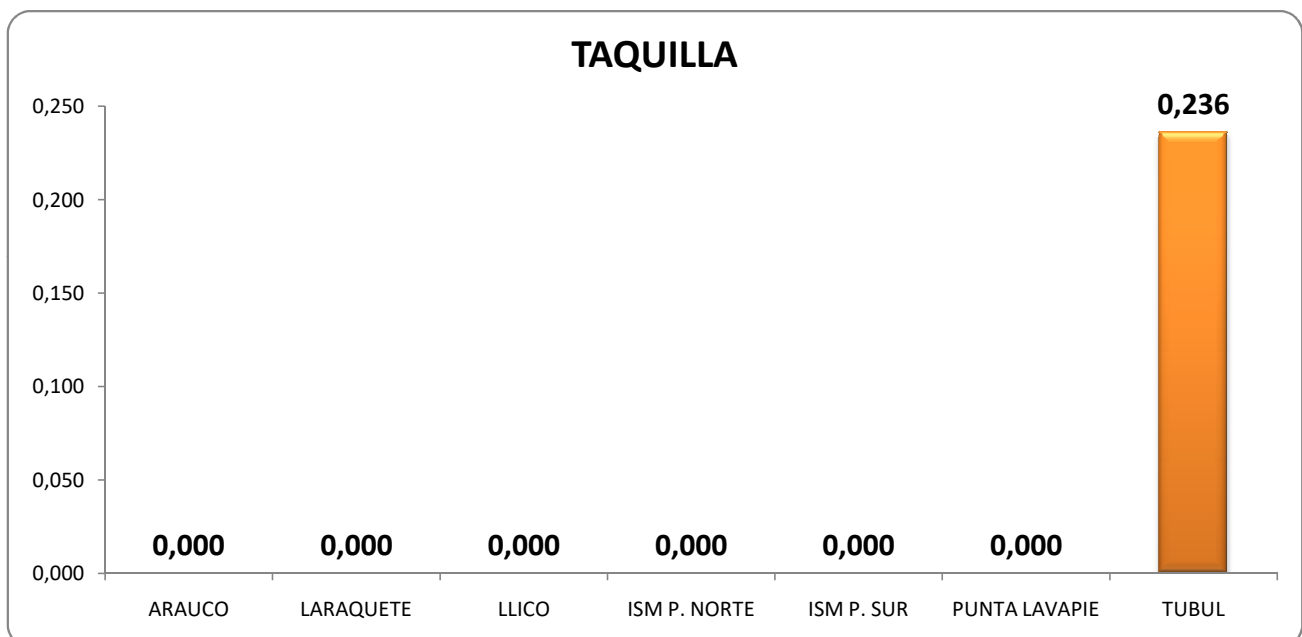 TAQUILLA
0,250
0,236
0,200
0,150
0,100
0,050
0,000 0,000 0,000 0,000 0,000 0,000
0,000
ARAUCO LARAQUETE LLICO ISM P. NORTE ISM P. SUR PUNTA LAVAPIE TUBUL